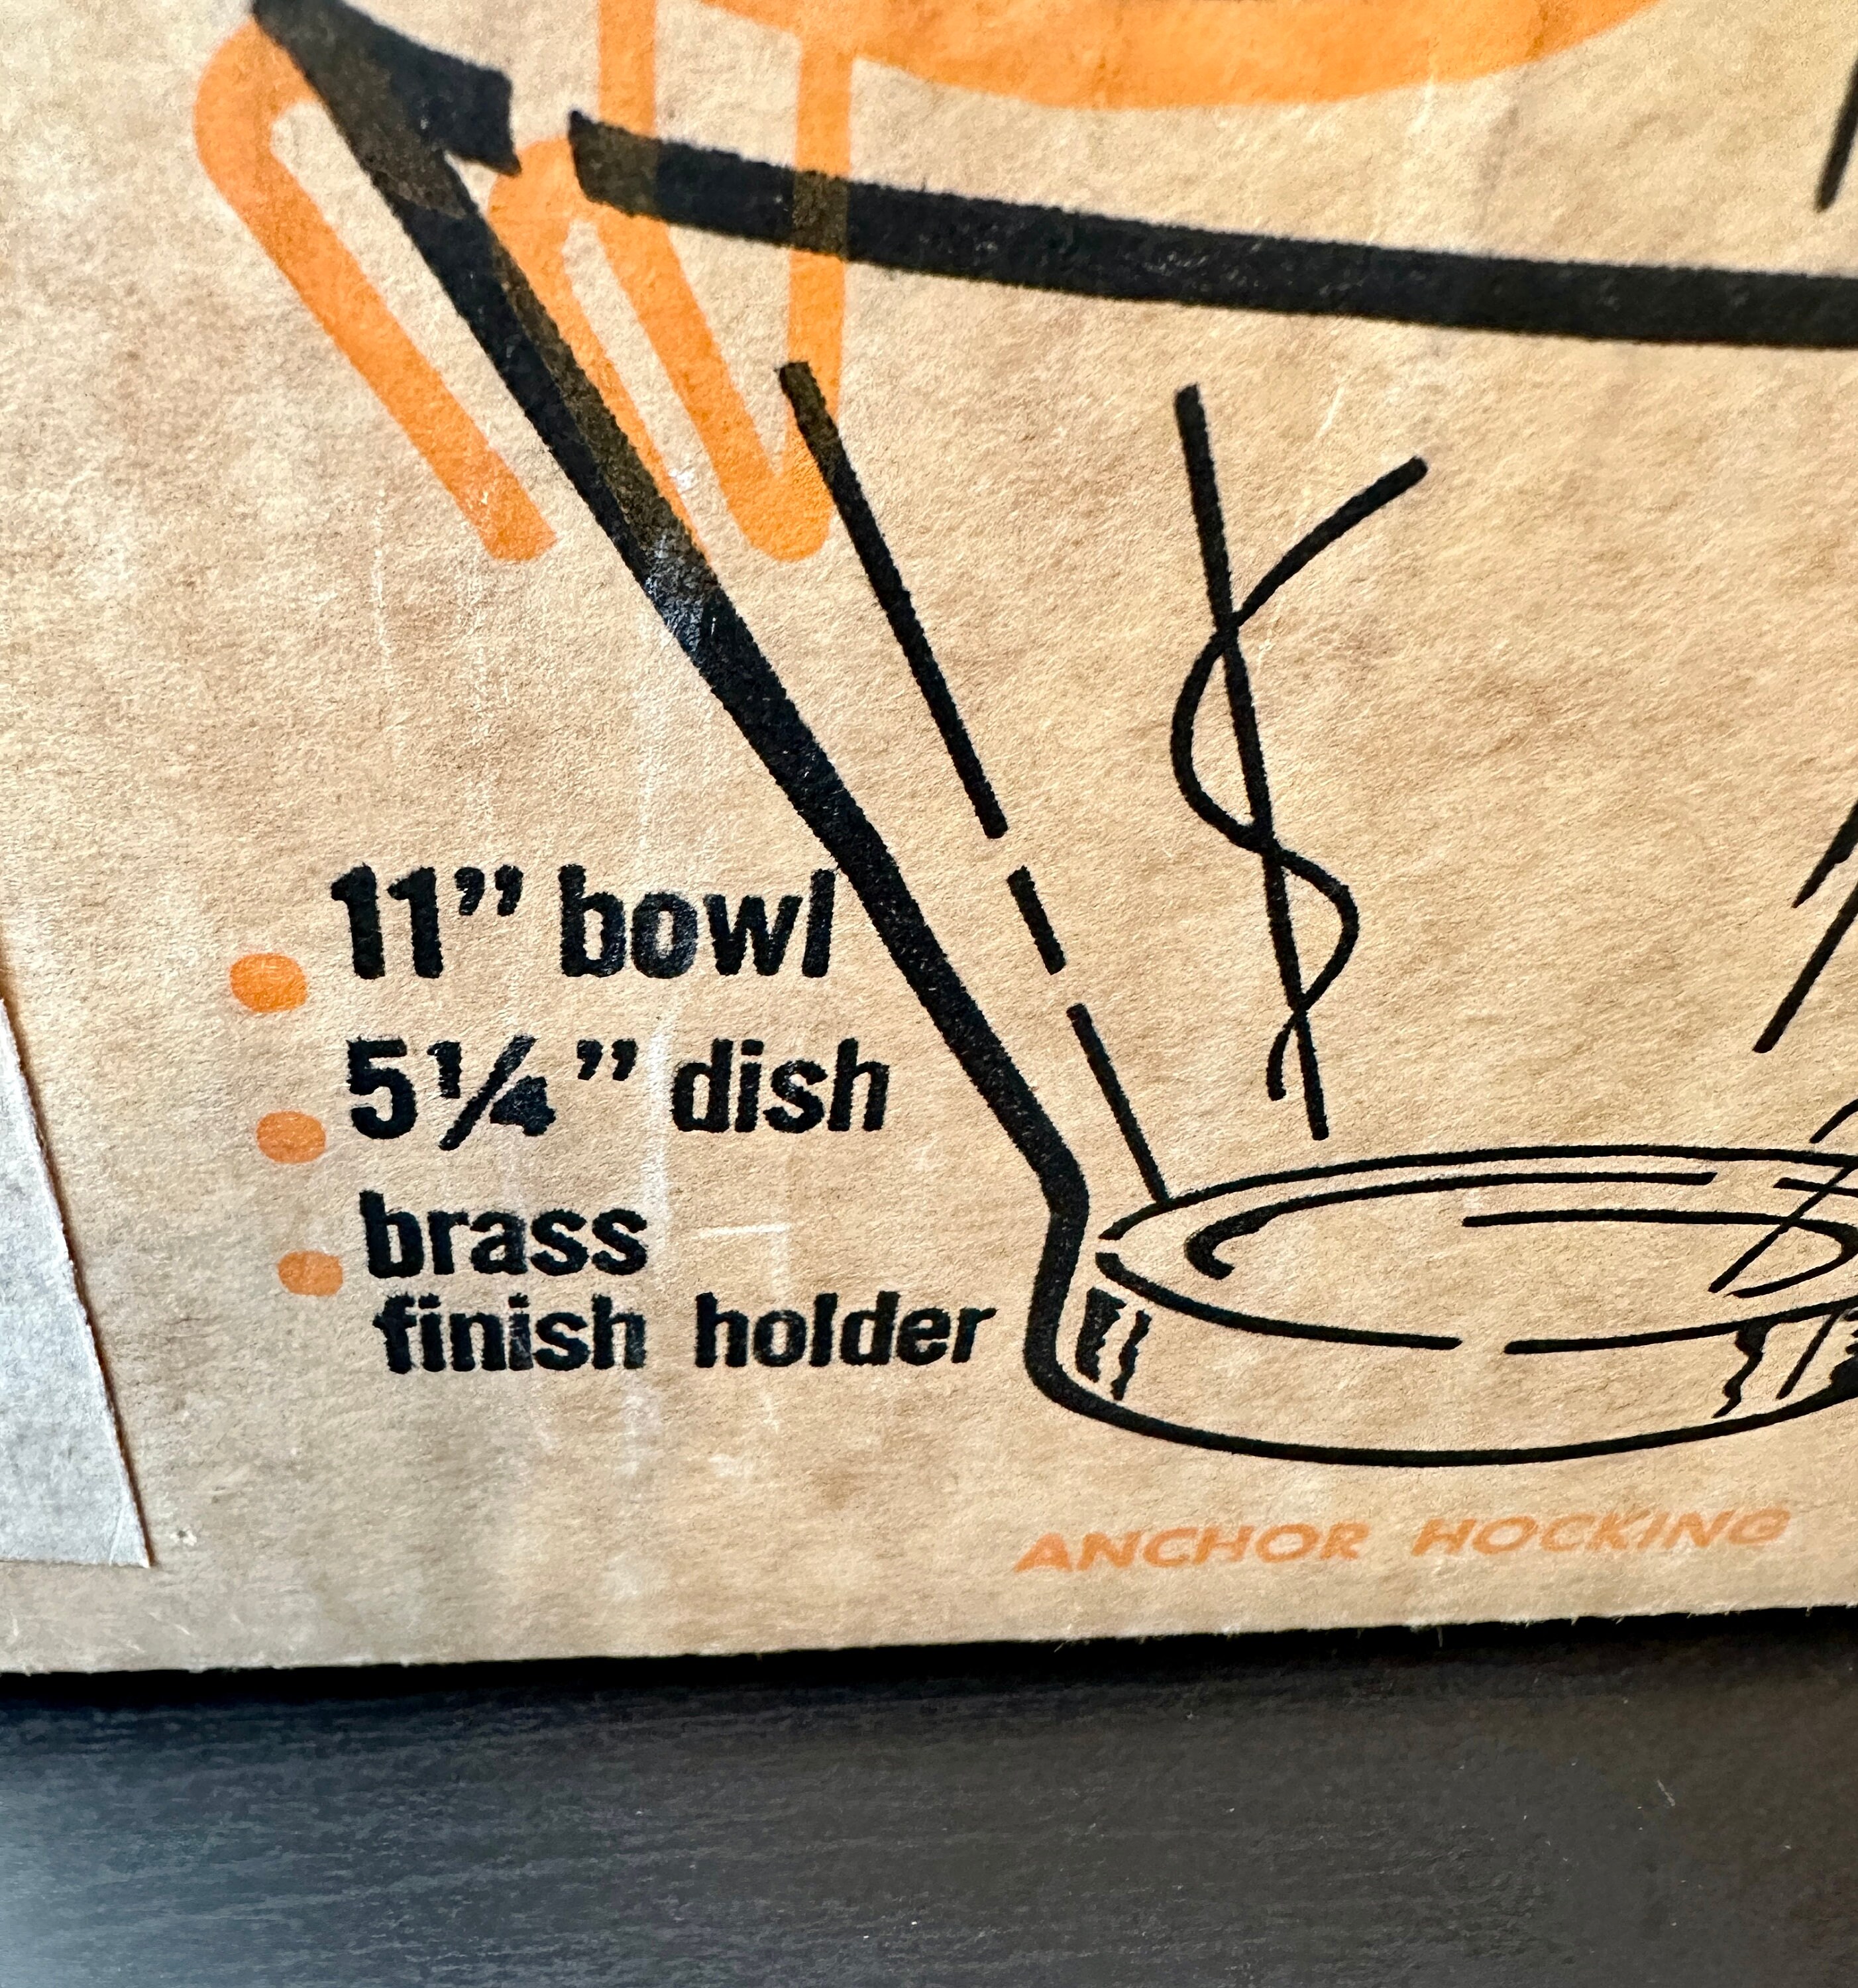 11” bowl
5¼” dish
brass
finish holder
ANCHOR HOCKING